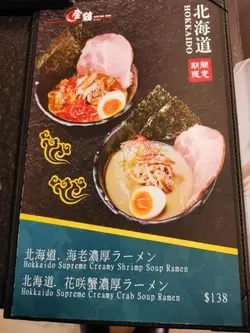 北海道
HOKKAIDO
期間
限定
北海道. 海老濃厚ラーメン
Hokkaido Supreme Creamy Shrimp Soup Ramen
北海道. 花咲蟹濃厚ラーメン
Hokkaido Supreme Creamy Crab Soup Ramen
$138